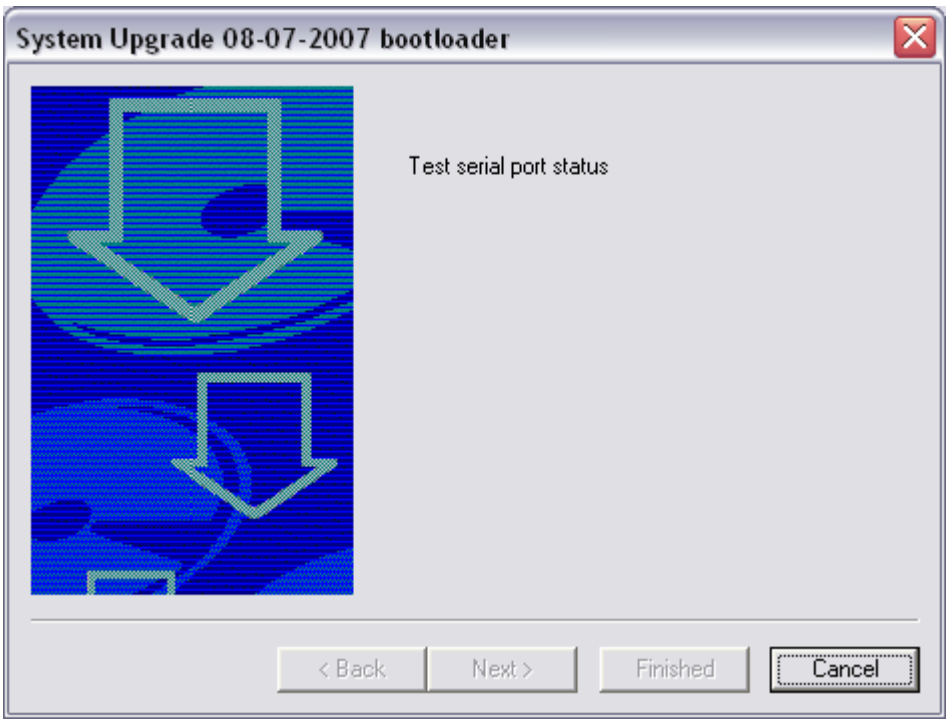 System Upgrade 08-07-2007 bootloader
Test serial port status
< Back Next > Finished Cancel